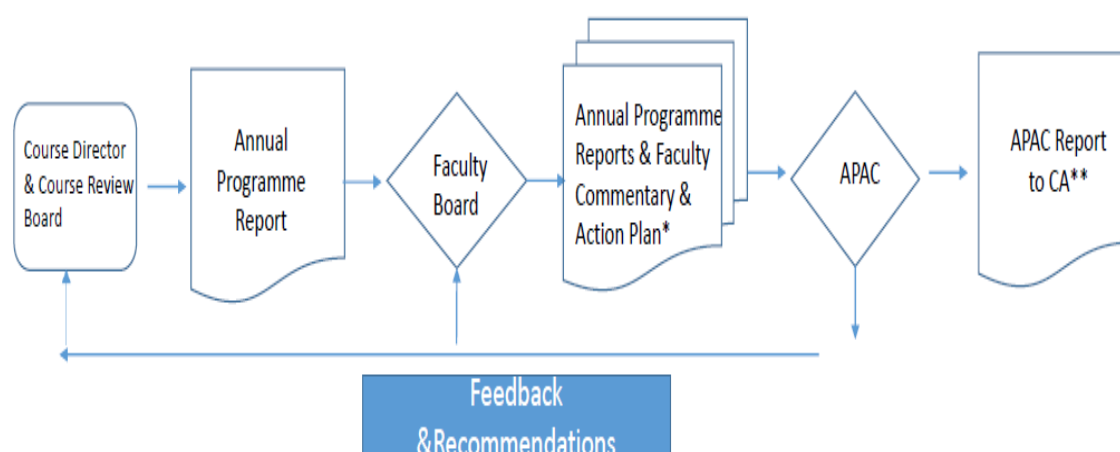 Course Director
& Course Review
Board
Annual
Programme
Report
Faculty
Board
Annual Programme
Reports & Faculty
Commentary &
Action Plan*
APAC
APAC Report
to CA**
Feedback
&Recommendations